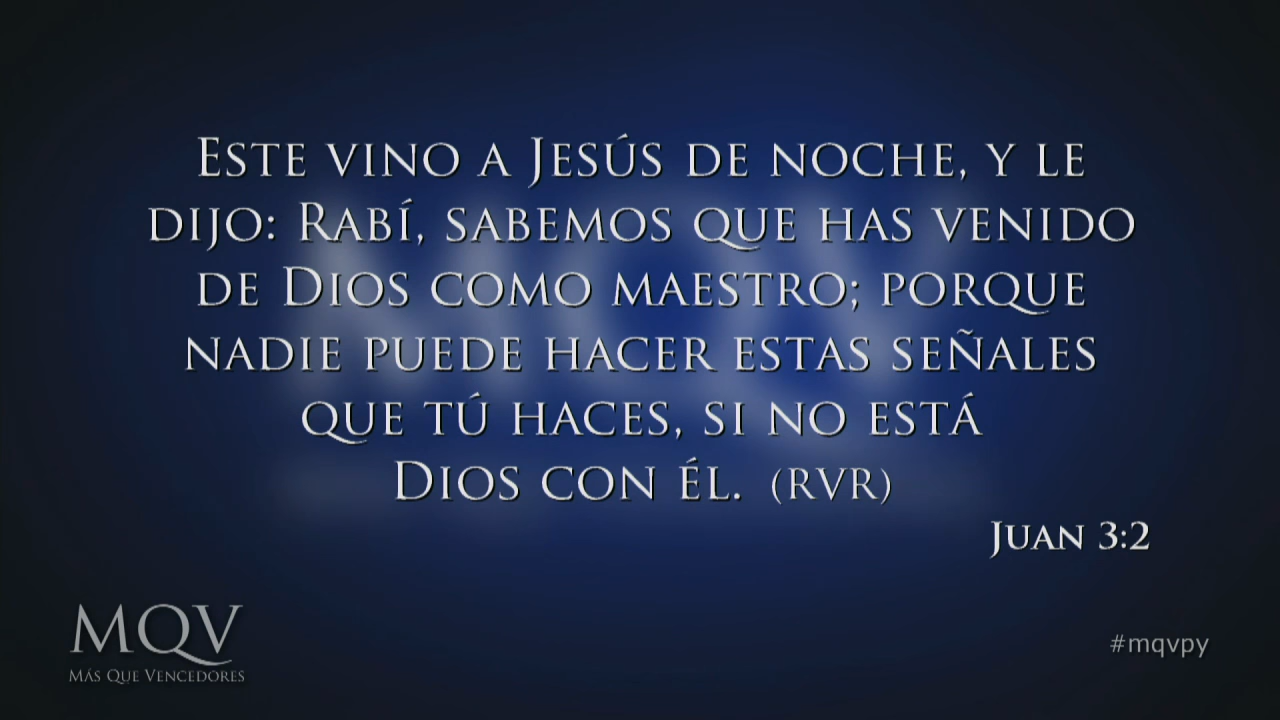 Este vino a Jesús de noche, y le
dijo: Rabí, sabemos que has venido
de Dios como maestro; porque
nadie puede hacer estas señales
que tú haces, si no está
Dios con él. (RVR)
Juan 3:2
MQV
Más Que Vencedores
#mqvpy